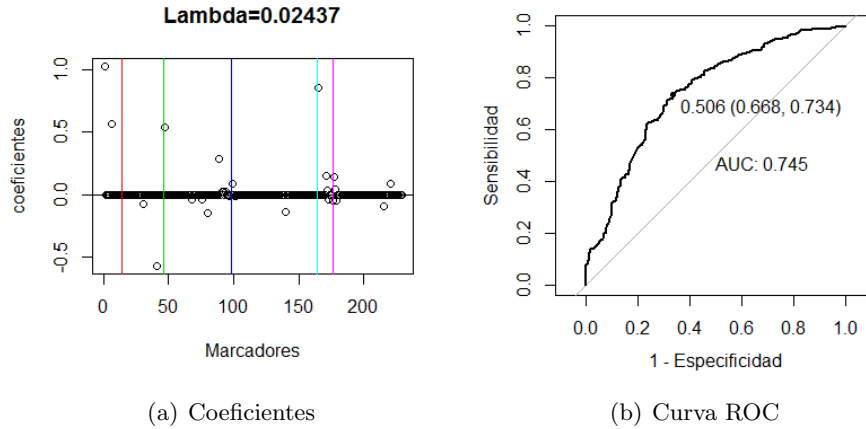 Lambda=0.02437
coeficientes
-0.5 0.0 0.5 1.0
0 50 100 150 200
Marcadores
(a) Coeficientes
Sensibilidad
0.0 0.2 0.4 0.6 0.8 1.0
0.506 (0.668, 0.734)
AUC: 0.745
0.0 0.2 0.4 0.6 0.8 1.0
1 - Especificidad
(b) Curva ROC